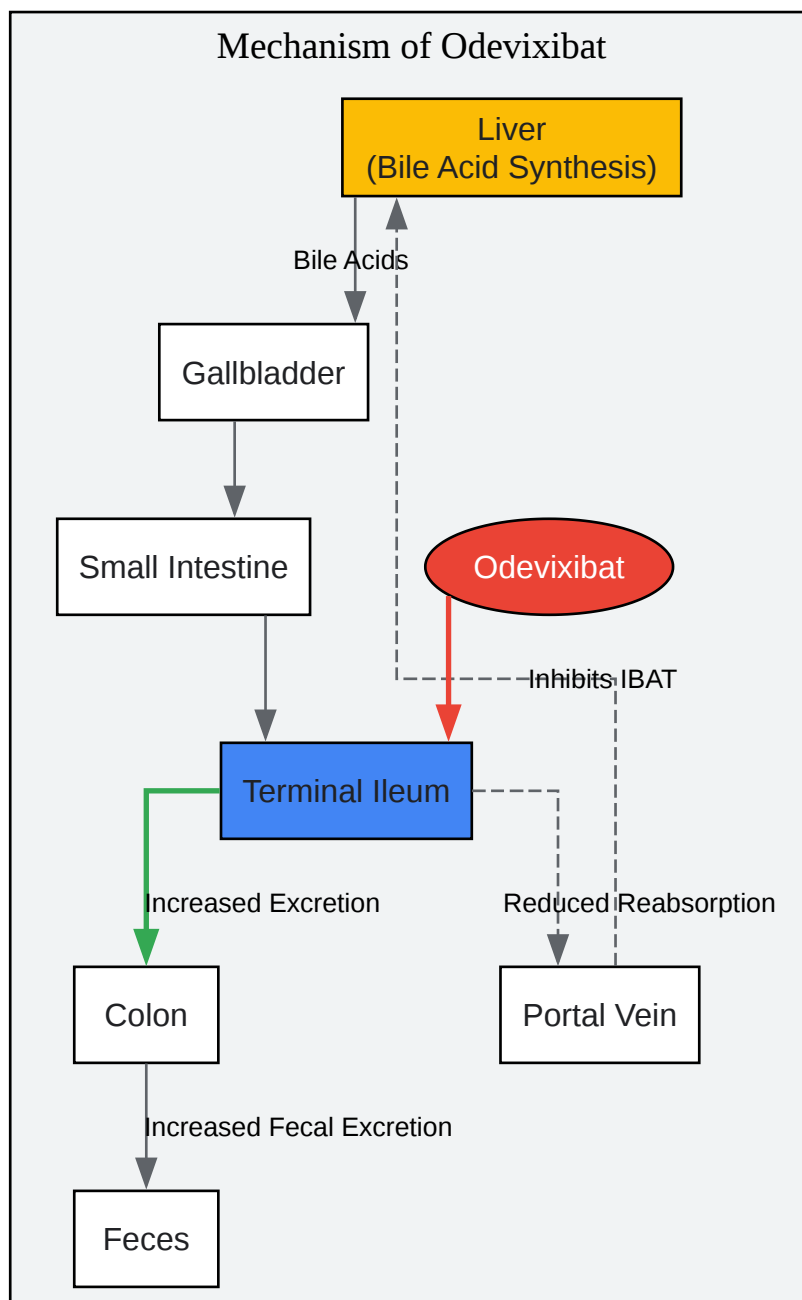 Mechanism of Odevixibat
Liver
(Bile Acid Synthesis)
Bile Acids
Gallbladder
Small Intestine
Odevixibat
Inhibits IBAT
Terminal Ileum
Increased Excretion
Reduced Reabsorption
Colon
Portal Vein
Increased Fecal Excretion
Feces